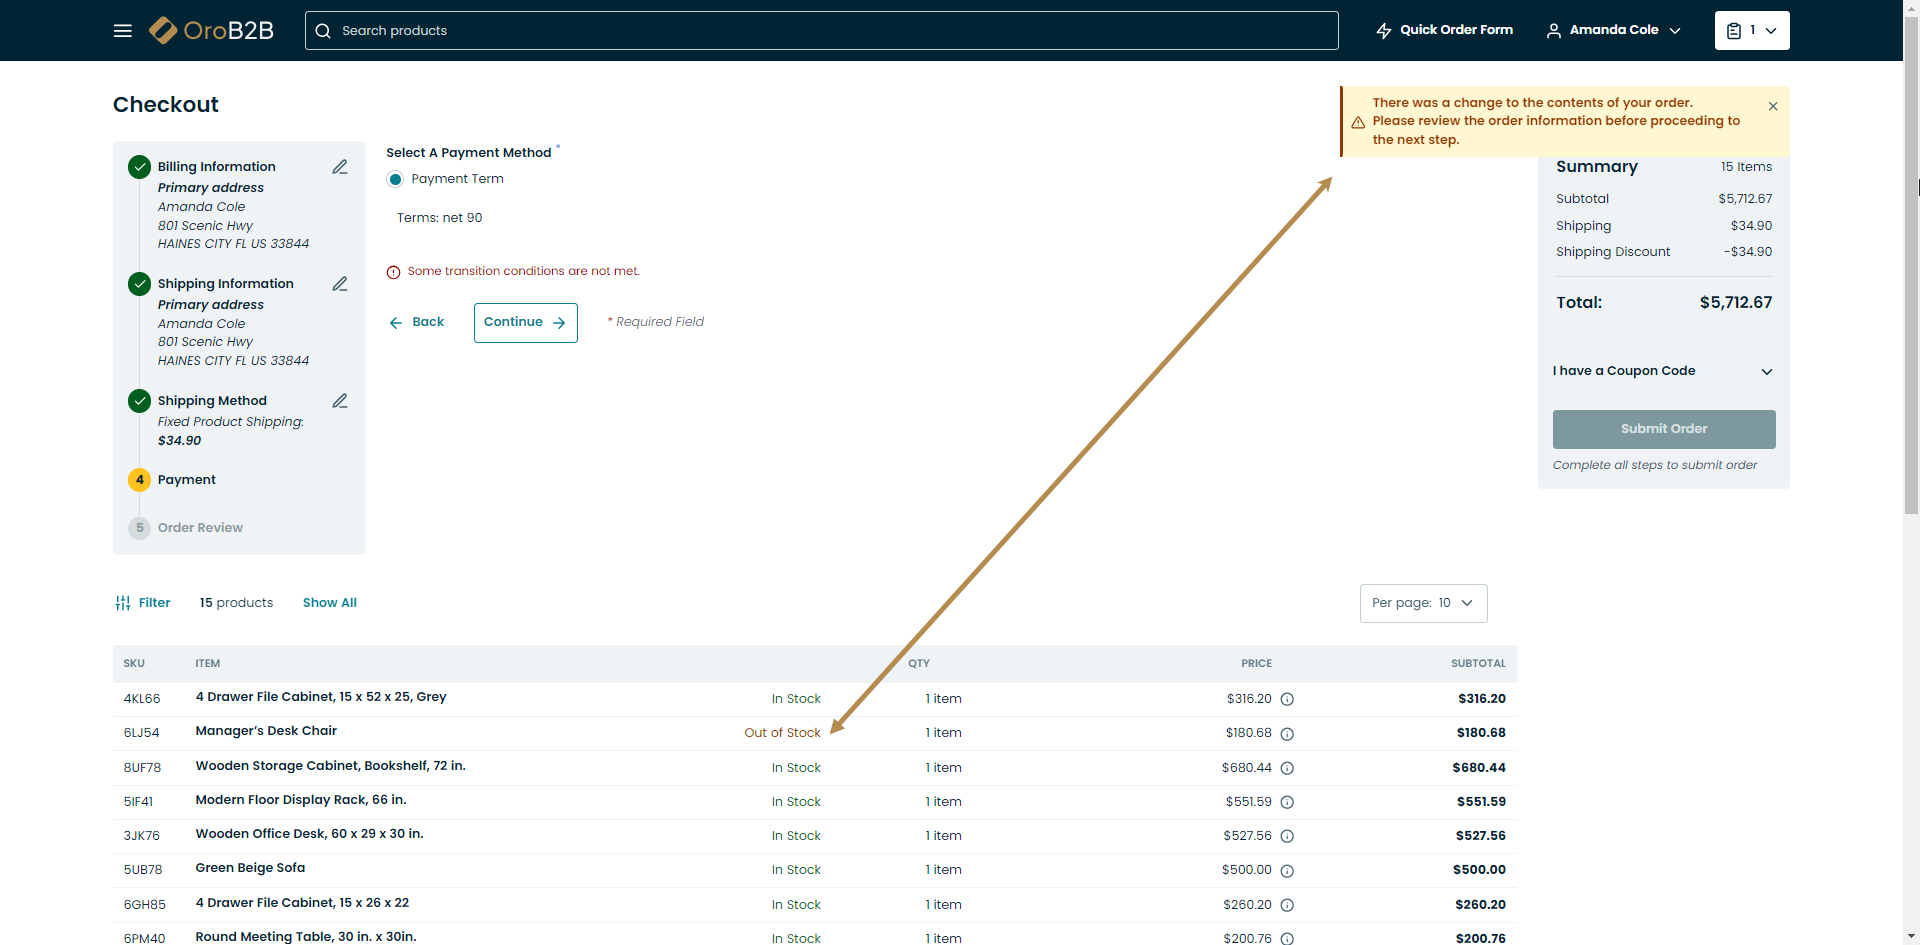 OroB2B
Search products
Quick Order Form
Amanda Cole
1
Checkout
There was a change to the contents of your order.
Please review the order information before proceeding to
the next step.
Billing Information
Primary address
Amanda Cole
801 Scenic Hwy
HAINES CITY FL US 33844
Shipping Information
Primary address
Amanda Cole
801 Scenic Hwy
HAINES CITY FL US 33844
Shipping Method
Fixed Product Shipping:
$34.90
4 Payment
5 Order Review
Select A Payment Method *
Payment Term
Terms: net 90
Some transition conditions are not met.
Back
Continue
* Required Field
Summary 15 Items
Subtotal $5,712.67
Shipping $34.90
Shipping Discount -$34.90
Total: $5,712.67
I have a Coupon Code
Submit Order
Complete all steps to submit order
Filter 15 products Show All
Per page: 10
SKU ITEM QTY PRICE SUBTOTAL
4KL66 4 Drawer File Cabinet, 15 x 52 x 25, Grey In Stock 1 item $316.20 $316.20
6LJ54 Manager’s Desk Chair Out of Stock 1 item $180.68 $180.68
8UF78 Wooden Storage Cabinet, Bookshelf, 72 in. In Stock 1 item $680.44 $680.44
5IF41 Modern Floor Display Rack, 66 in. In Stock 1 item $551.59 $551.59
3JK76 Wooden Office Desk, 60 x 29 x 30 in. In Stock 1 item $527.56 $527.56
5UB78 Green Beige Sofa In Stock 1 item $500.00 $500.00
6GH85 4 Drawer File Cabinet, 15 x 26 x 22 In Stock 1 item $260.20 $260.20
6PM40 Round Meeting Table, 30 in. x 30in. In Stock 1 item $200.76 $200.76